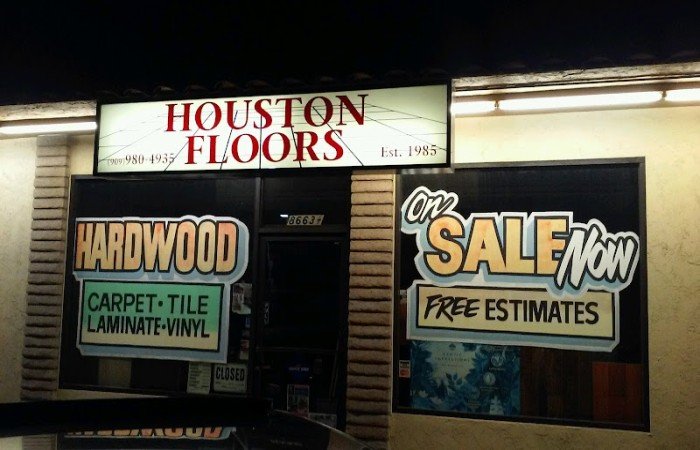 HOUSTON
FLOORS
(909) 980-4935
Est. 1985
8663
HARDWOOD
CARPET · TILE
LAMINATE · VINYL
On SALE Now
FREE ESTIMATES
CLOSED